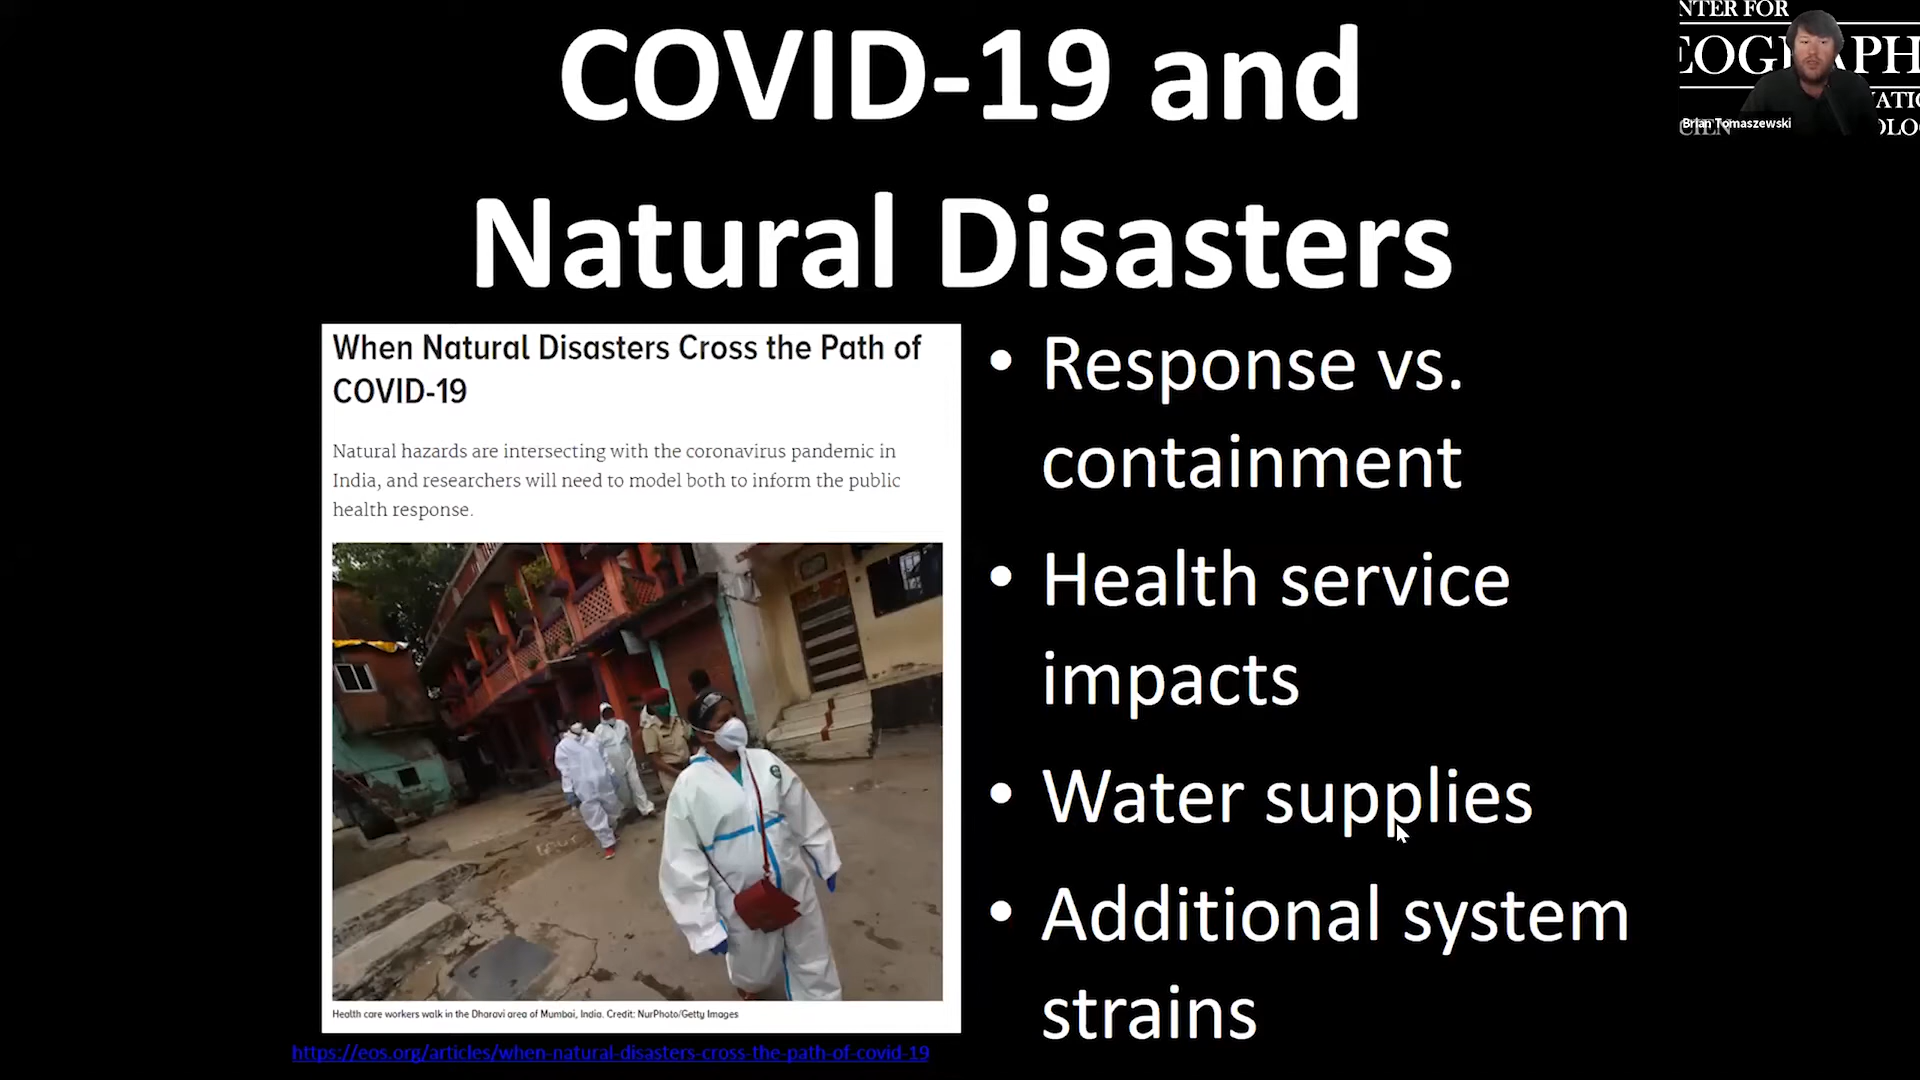 COVID-19 and
Natural Disasters
NTER FOR
Brian Tomaszewski
When Natural Disasters Cross the Path of
COVID-19
Natural hazards are intersecting with the coronavirus pandemic in
India, and researchers will need to model both to inform the public
health response.
Health care workers walk in the Dharavi area of Mumbai, India. Credit: NurPhoto/Getty Images
https://eos.org/articles/when-natural-disasters-cross-the-path-of-covid-19
• Response vs.
containment
• Health service
impacts
• Water supplies
• Additional system
strains